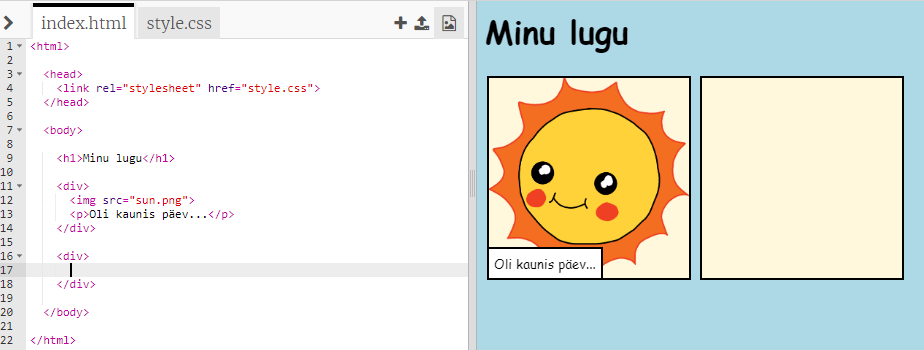 index.html style.css
1 <html>
2
3 <head>
4 <link rel="stylesheet" href="style.css">
5 </head>
6
7 <body>
8
9 <h1>Minu lugu</h1>
10
11 <div>
12 <img src="sun.png">
13 <p>Oli kaunis päev...</p>
14 </div>
15
16 <div>
17
18 </div>
19
20 </body>
21
22 </html>
Minu lugu
Oli kaunis päev...